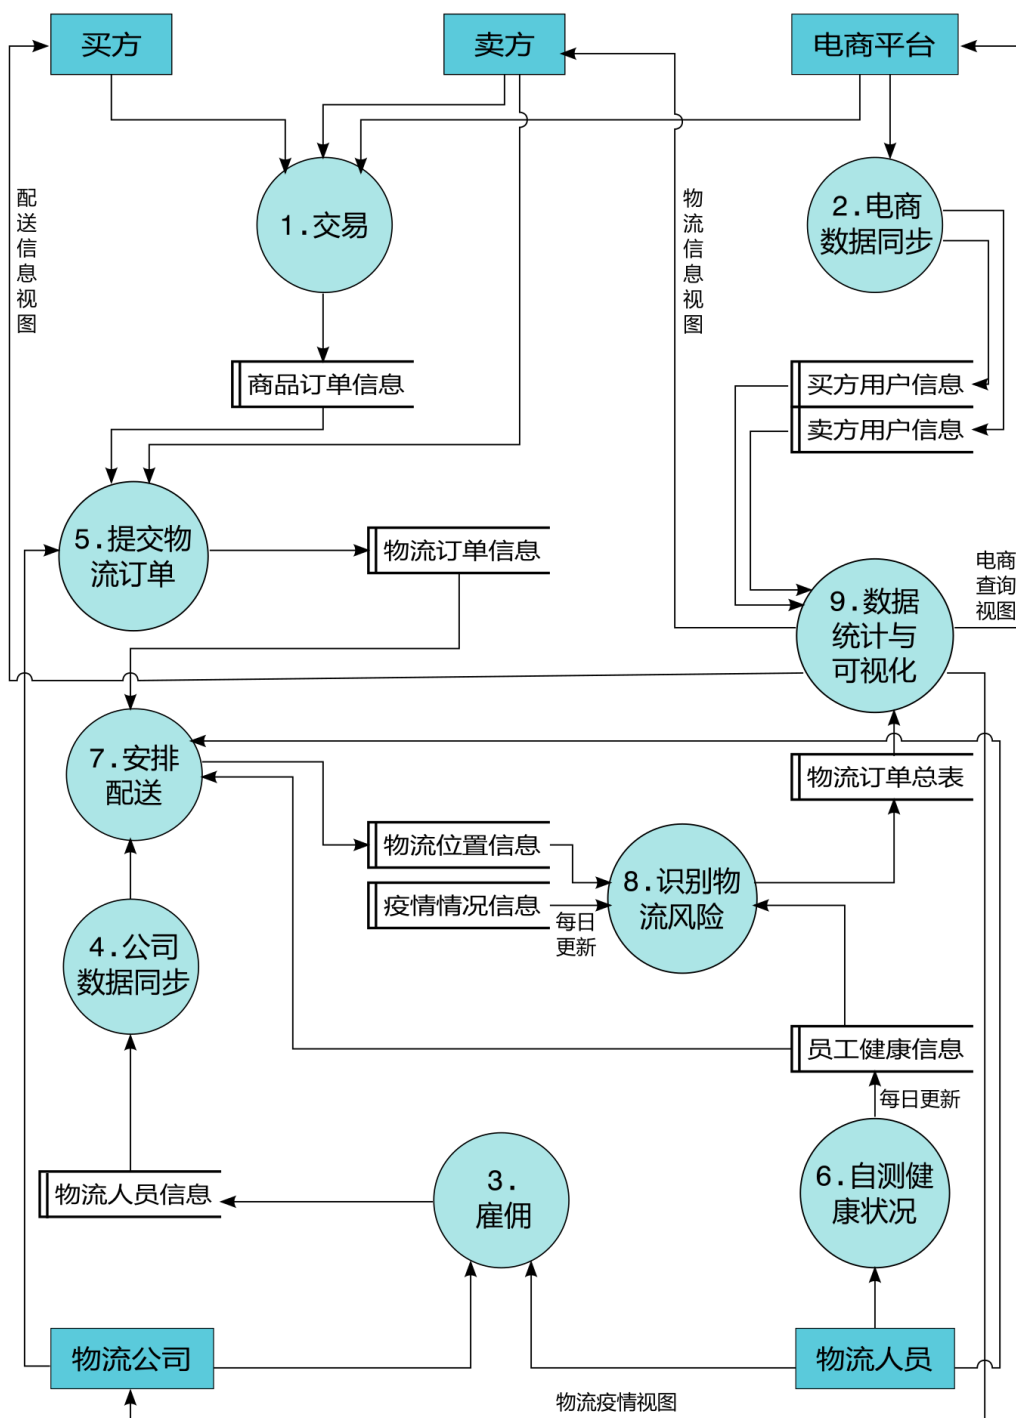 买方
卖方
电商平台
配送信息视图
物流信息视图
1.交易
2.电商
数据同步
商品订单信息
买方用户信息
卖方用户信息
5.提交物
流订单
物流订单信息
电商
查询
视图
9.数据
统计与
可视化
7.安排
配送
物流订单总表
物流位置信息
疫情情况信息
每日
更新
8.识别物
流风险
4.公司
数据同步
员工健康信息
每日更新
物流人员信息
3.
雇佣
6.自测健
康状况
物流公司
物流人员
物流疫情视图